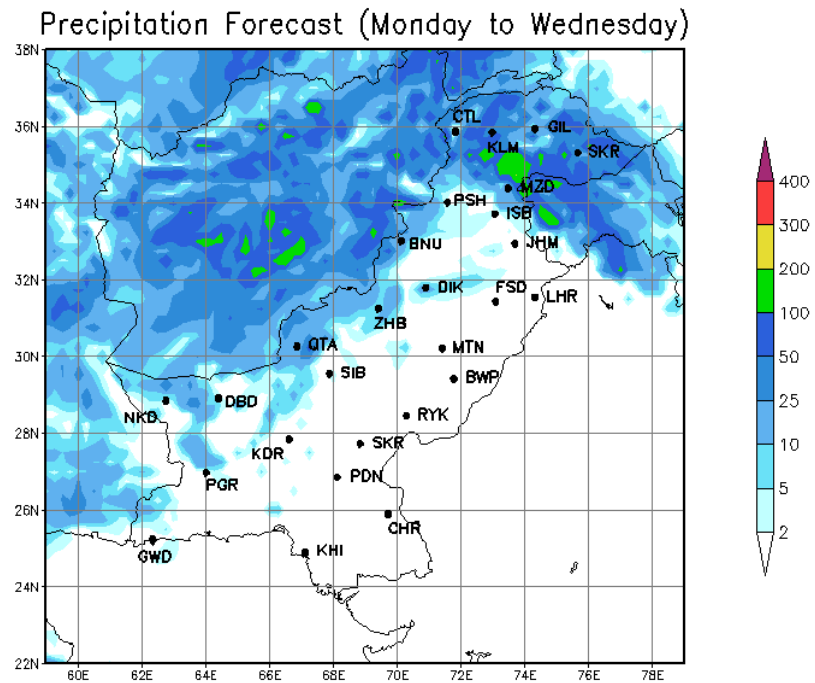 Precipitation Forecast (Monday to Wednesday)
38N
36N
34N
32N
30N
28N
26N
24N
22N
60E 62E 64E 66E 68E 70E 72E 74E 76E 78E
CTL
KLM
GIL
SKR
MZD
PSH
ISB
BNU
JHM
DIK
FSD
LHR
ZHB
QTA
MTN
SIB
BWP
DBD
NKD
RYK
KDR
SKR
PGR
PDN
CHR
GWD
KHI
400
300
200
100
50
25
10
5
2